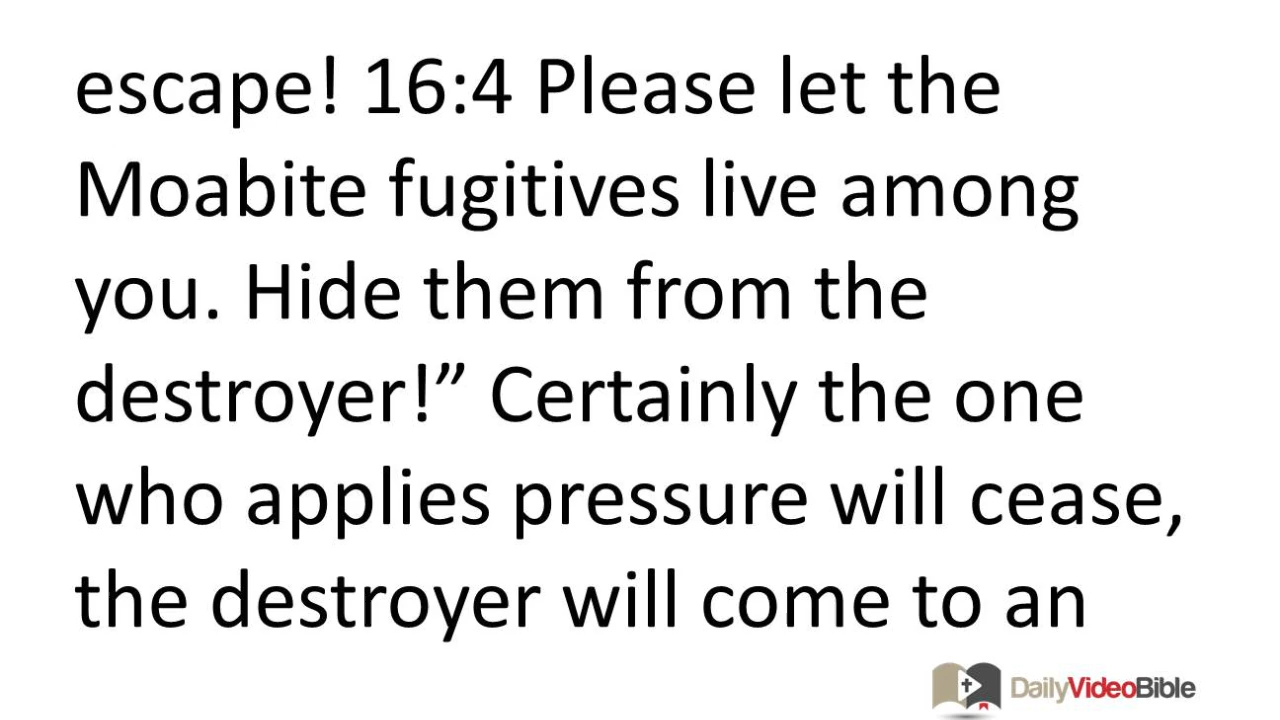 escape! 16:4 Please let the
Moabite fugitives live among
you. Hide them from the
destroyer!” Certainly the one
who applies pressure will cease,
the destroyer will come to an
DailyVideoBible